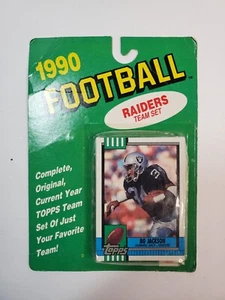 1990
FOOTBALL
RAIDERS
TEAM SET
Complete,
Original,
Current Year
TOPPS Team
Set Of Just
Your Favorite
Team!
BO JACKSON
Topps